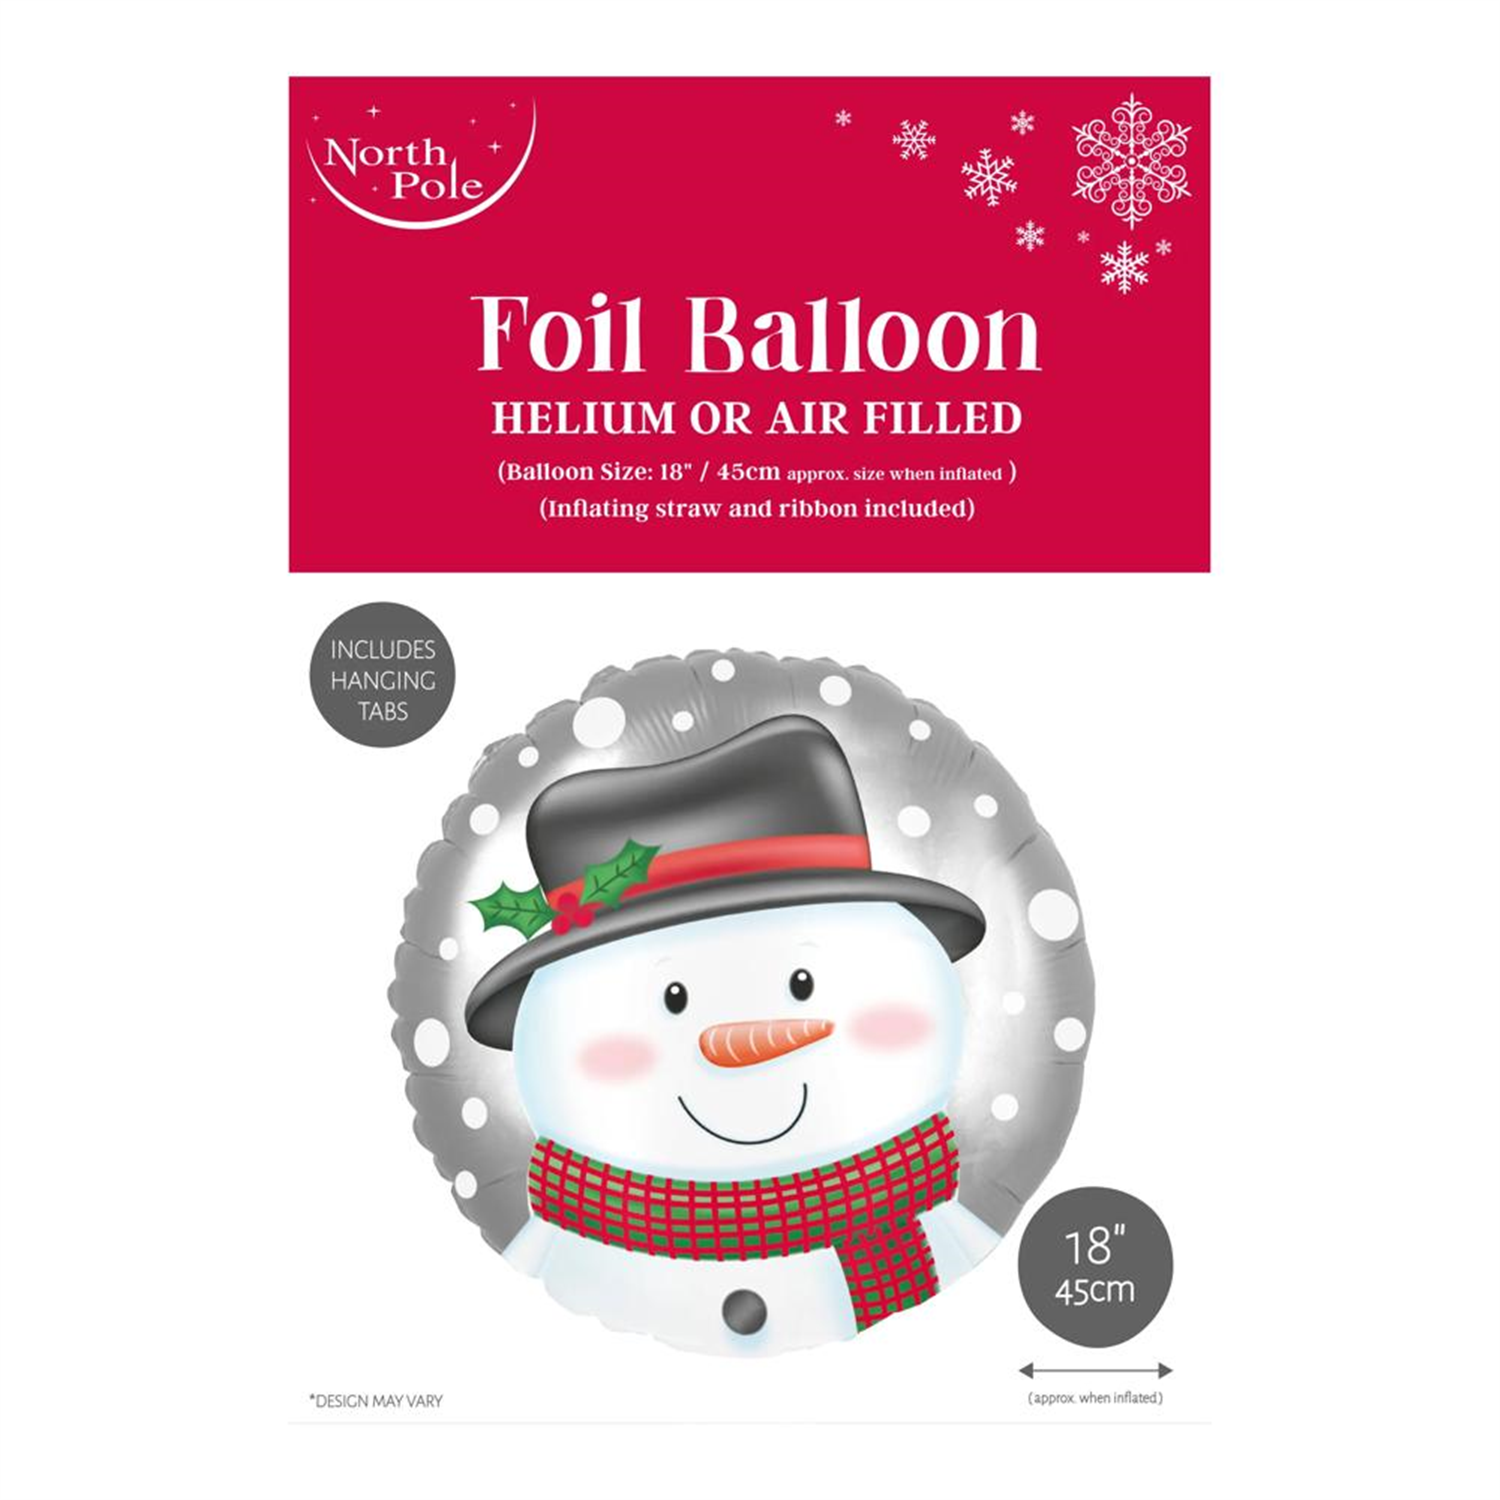 North
Pole
Foil Balloon
HELIUM OR AIR FILLED
(Balloon Size: 18" / 45cm approx. size when inflated )
(Inflating straw and ribbon included)
INCLUDES
HANGING
TABS
18"
45cm
(approx. when inflated)
*DESIGN MAY VARY